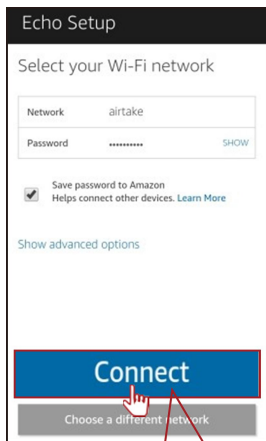 Echo Setup
Select your Wi-Fi network
Network airtake
Password •••••••••• SHOW
Save password to Amazon
Helps connect other devices. Learn More
Show advanced options
Connect
Choose a different network